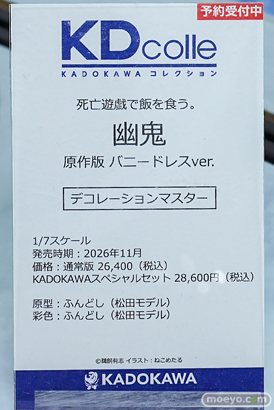 予約受付中
KDcolle
KADOKAWA コレクション
死亡遊戯で飯を食う。
幽鬼
原作版 バニードレスver.
デコレーションマスター
1/7スケール
発売時期：2026年11月
価格：通常版 26,400（税込）
KADOKAWAスペシャルセット 28,600円（税込）
原型：ふんどし（松田モデル）
彩色：ふんどし（松田モデル）
©鵜飼有志 イラスト：ねこめたる
KADOKAWA
moeyo.com